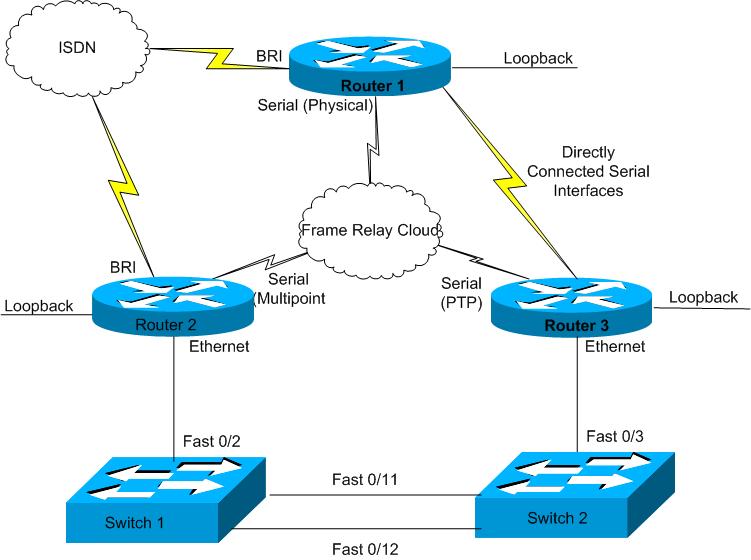 ISDN
BRI
Router 1
Loopback
Serial (Physical)
Directly
Connected Serial
Interfaces
Frame Relay Cloud
BRI
Serial
(Multipoint
Serial
(PTP)
Loopback
Router 2
Loopback
Router 3
Ethernet
Ethernet
Fast 0/2
Fast 0/3
Fast 0/11
Switch 1
Switch 2
Fast 0/12